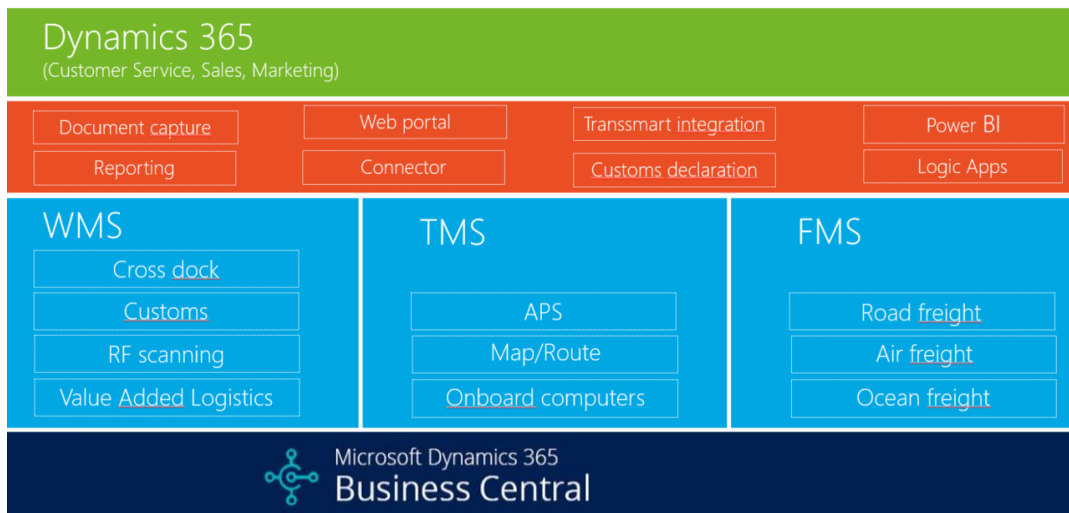 Dynamics 365
(Customer Service, Sales, Marketing)
Document capture
Web portal
Transsmart integration
Power BI
Reporting
Connector
Customs declaration
Logic Apps
WMS
Cross dock
Customs
RF scanning
Value Added Logistics
TMS
APS
Map/Route
Onboard computers
FMS
Road freight
Air freight
Ocean freight
Microsoft Dynamics 365
Business Central